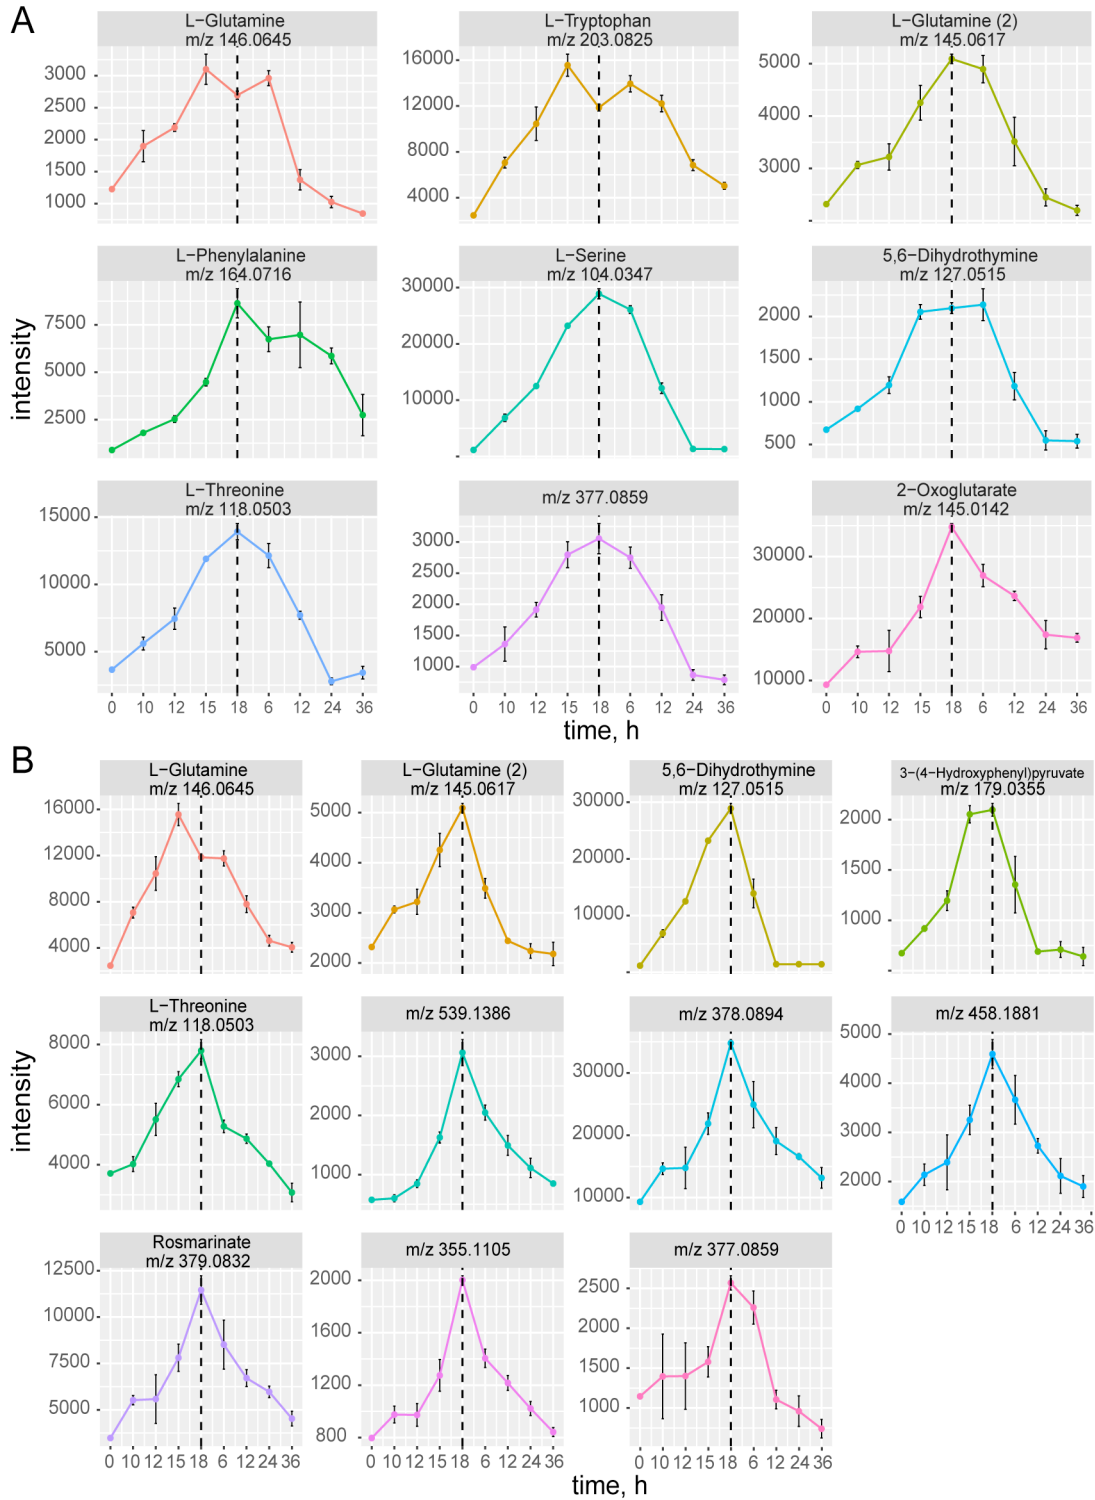 A
L−Glutamine
m/z 146.0645
L−Tryptophan
m/z 203.0825
L−Glutamine (2)
m/z 145.0617
3000
2500
2000
1500
1000
16000
12000
8000
4000
5000
4000
3000
L−Phenylalanine
m/z 164.0716
L−Serine
m/z 104.0347
5,6−Dihydrothymine
m/z 127.0515
intensity
7500
5000
2500
30000
20000
10000
2000
1500
1000
500
L−Threonine
m/z 118.0503
m/z 377.0859
2−Oxoglutarate
m/z 145.0142
15000
10000
5000
3000
2500
2000
1500
1000
30000
20000
10000
0 10 12 15 18 6 12 24 36
0 10 12 15 18 6 12 24 36
0 10 12 15 18 6 12 24 36
time, h
B
L−Glutamine
m/z 146.0645
L−Glutamine (2)
m/z 145.0617
5,6−Dihydrothymine
m/z 127.0515
3−(4−Hydroxyphenyl)pyruvate
m/z 179.0355
16000
12000
8000
4000
5000
4000
3000
2000
30000
20000
10000
2000
1500
1000
L−Threonine
m/z 118.0503
m/z 539.1386
m/z 378.0894
m/z 458.1881
intensity
8000
6000
4000
3000
2000
1000
30000
20000
10000
5000
4000
3000
2000
0 10 12 15 18 6 12 24 36
Rosmarinate
m/z 379.0832
m/z 355.1105
m/z 377.0859
12500
10000
7500
5000
2000
1600
1200
800
2500
2000
1500
1000
0 10 12 15 18 6 12 24 36
0 10 12 15 18 6 12 24 36
0 10 12 15 18 6 12 24 36
time, h